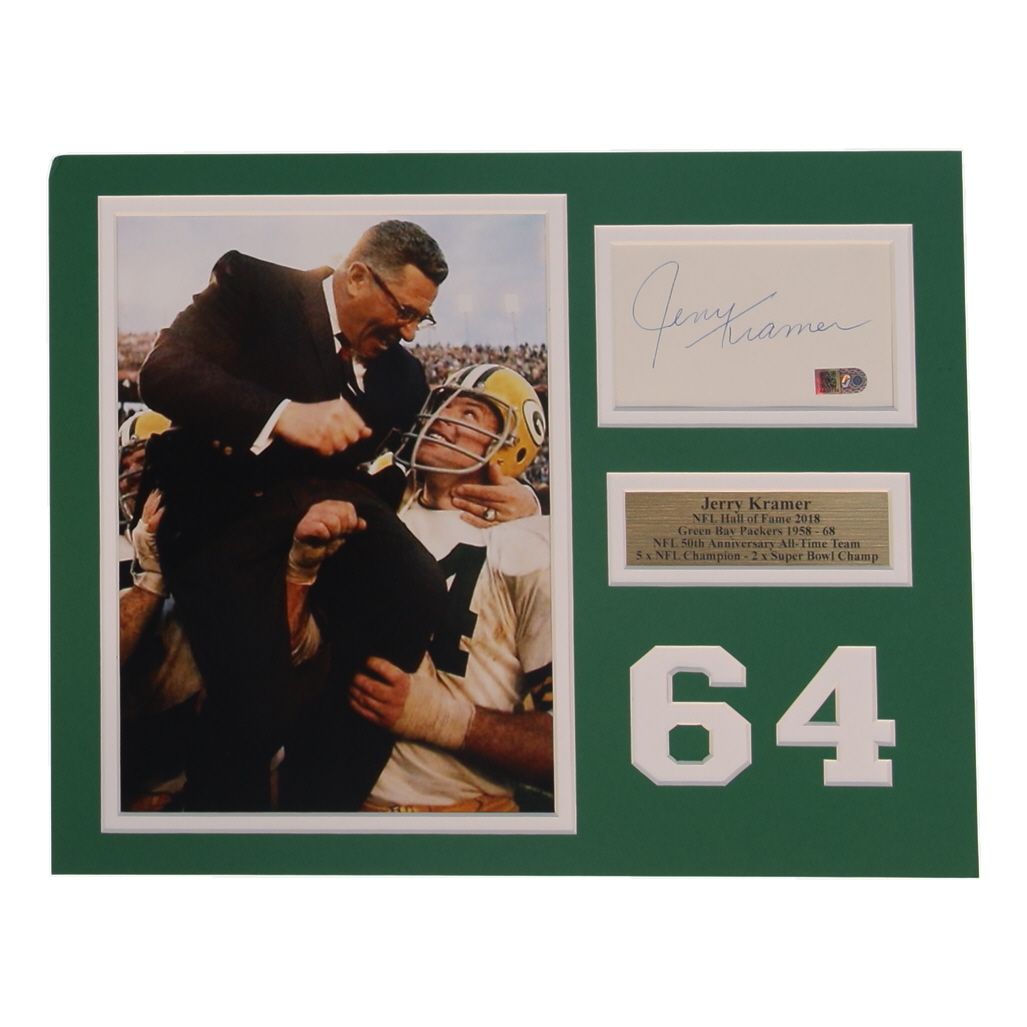 G
4
Jerry Kramer
Jerry Kramer
NFL Hall of Fame 2018
Green Bay Packers 1958 - 68
NFL 50th Anniversary All-Time Team
5 x NFL Champion - 2 x Super Bowl Champ
64